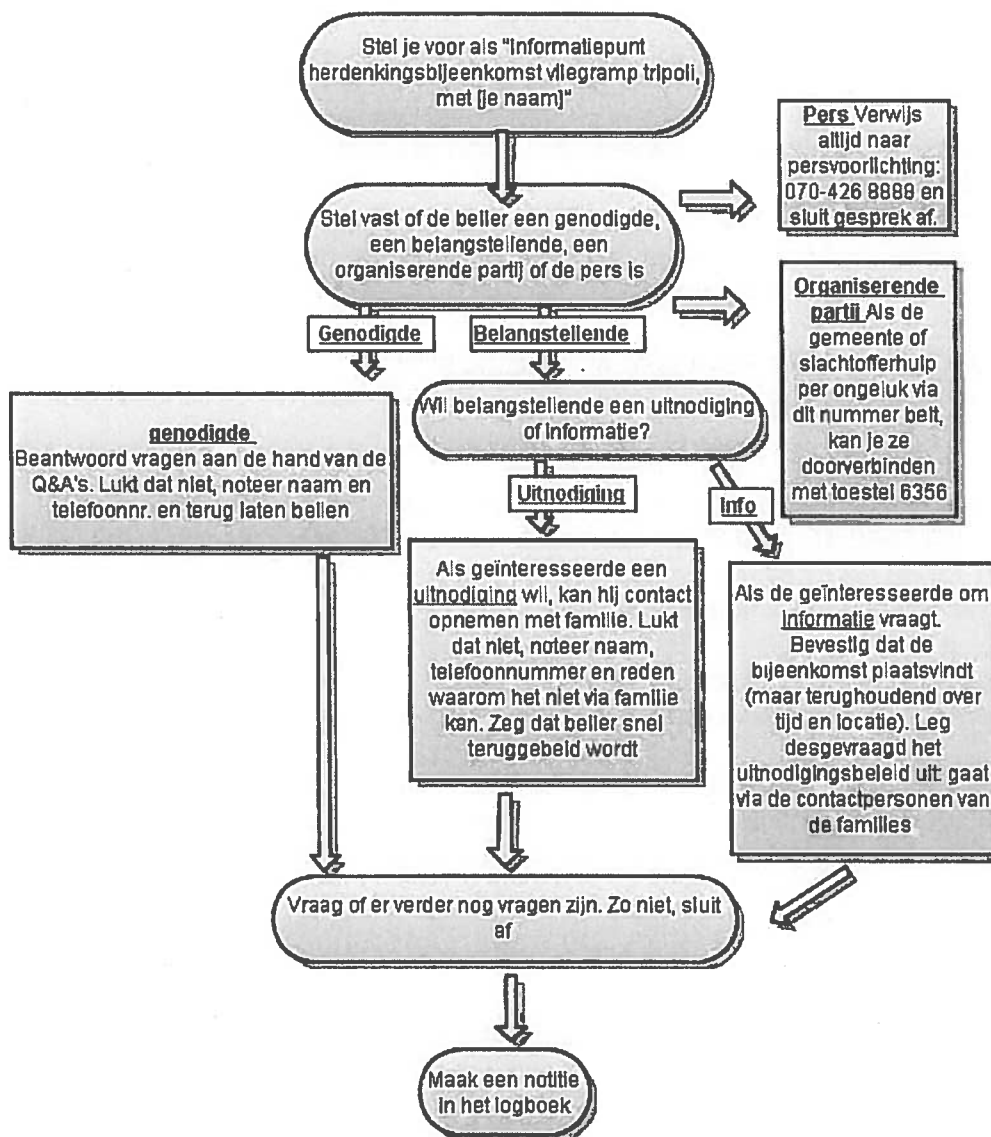 Stel je voor als "Informatiepunt
herdenkingsbijeenkomst vliegramp tripoli,
met [je naam]"
Pers Verwijs
altijd naar
persvoorlichting:
070-426 8888 en
sluit gesprek af.
Stel vast of de beller een genodigde,
een belangstellende, een
organiserende partij of de pers is
Organiserende
partij Als de
gemeente of
slachtofferhulp
per ongeluk via
dit nummer belt,
kan je ze
doorverbinden
met toestel 6356
Genodigde
Belangstellende
genodigde
Beantwoord vragen aan de hand van de
Q&A's. Lukt dat niet, noteer naam en
telefoonnr. en terug laten bellen
Wil belangstellende een uitnodiging
of informatie?
Uitnodiging
Info
Als geïnteresseerde een
uitnodiging wil, kan hij contact
opnemen met familie. Lukt
dat niet, noteer naam,
telefoonnummer en reden
waarom het niet via familie
kan. Zeg dat beller snel
teruggebeld wordt
Als de geïnteresseerde om
informatie vraagt.
Bevestig dat de
bijeenkomst plaatsvindt
(maar terughoudend over
tijd en locatie). Leg
desgevraagd het
uitnodigingsbeleid uit: gaat
via de contactpersonen van
de families
Vraag of er verder nog vragen zijn. Zo niet, sluit
af
Maak een notitie
in het logboek